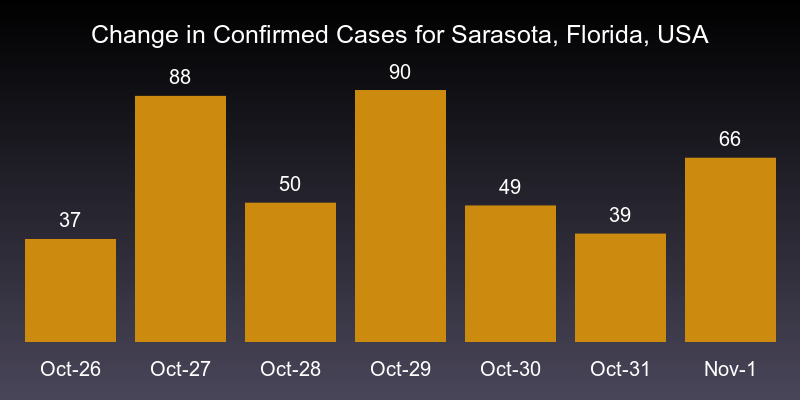 Change in Confirmed Cases for Sarasota, Florida, USA
37 88 50 90 49 39 66
Oct-26 Oct-27 Oct-28 Oct-29 Oct-30 Oct-31 Nov-1